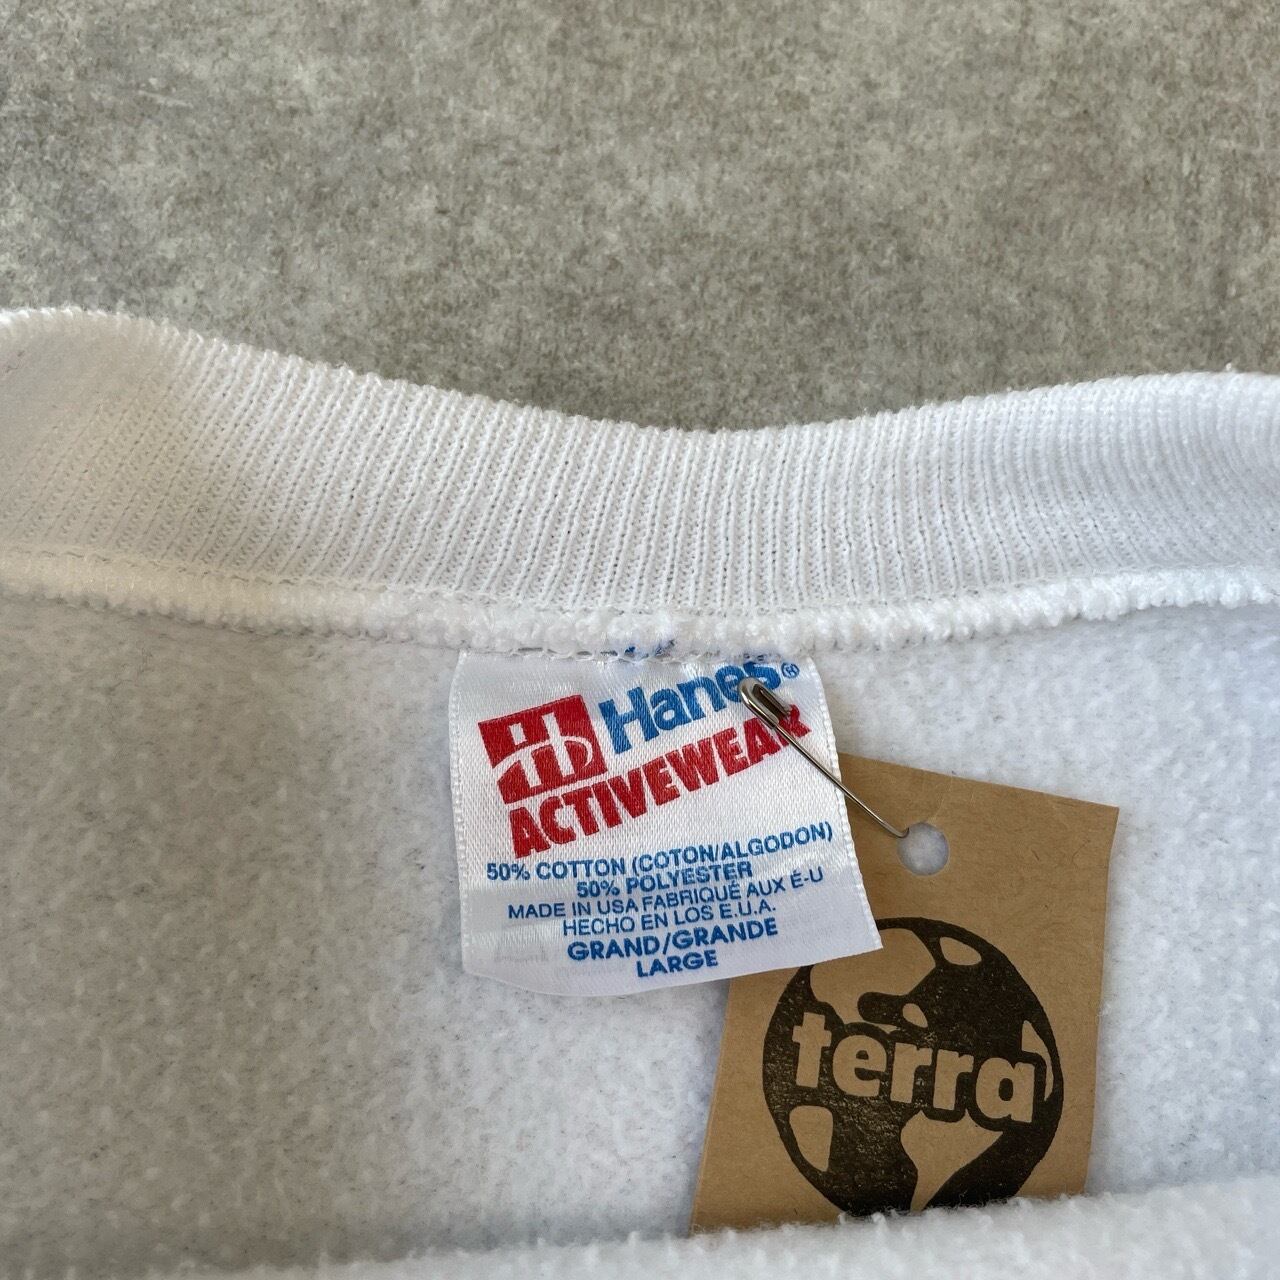 Hanes®
ACTIVEWEAR
50% COTTON (COTON/ALGODON)
50% POLYESTER
MADE IN USA FABRIQUÉ AUX É-U
HECHO EN LOS E.U.A.
GRAND/GRANDE
LARGE
terra